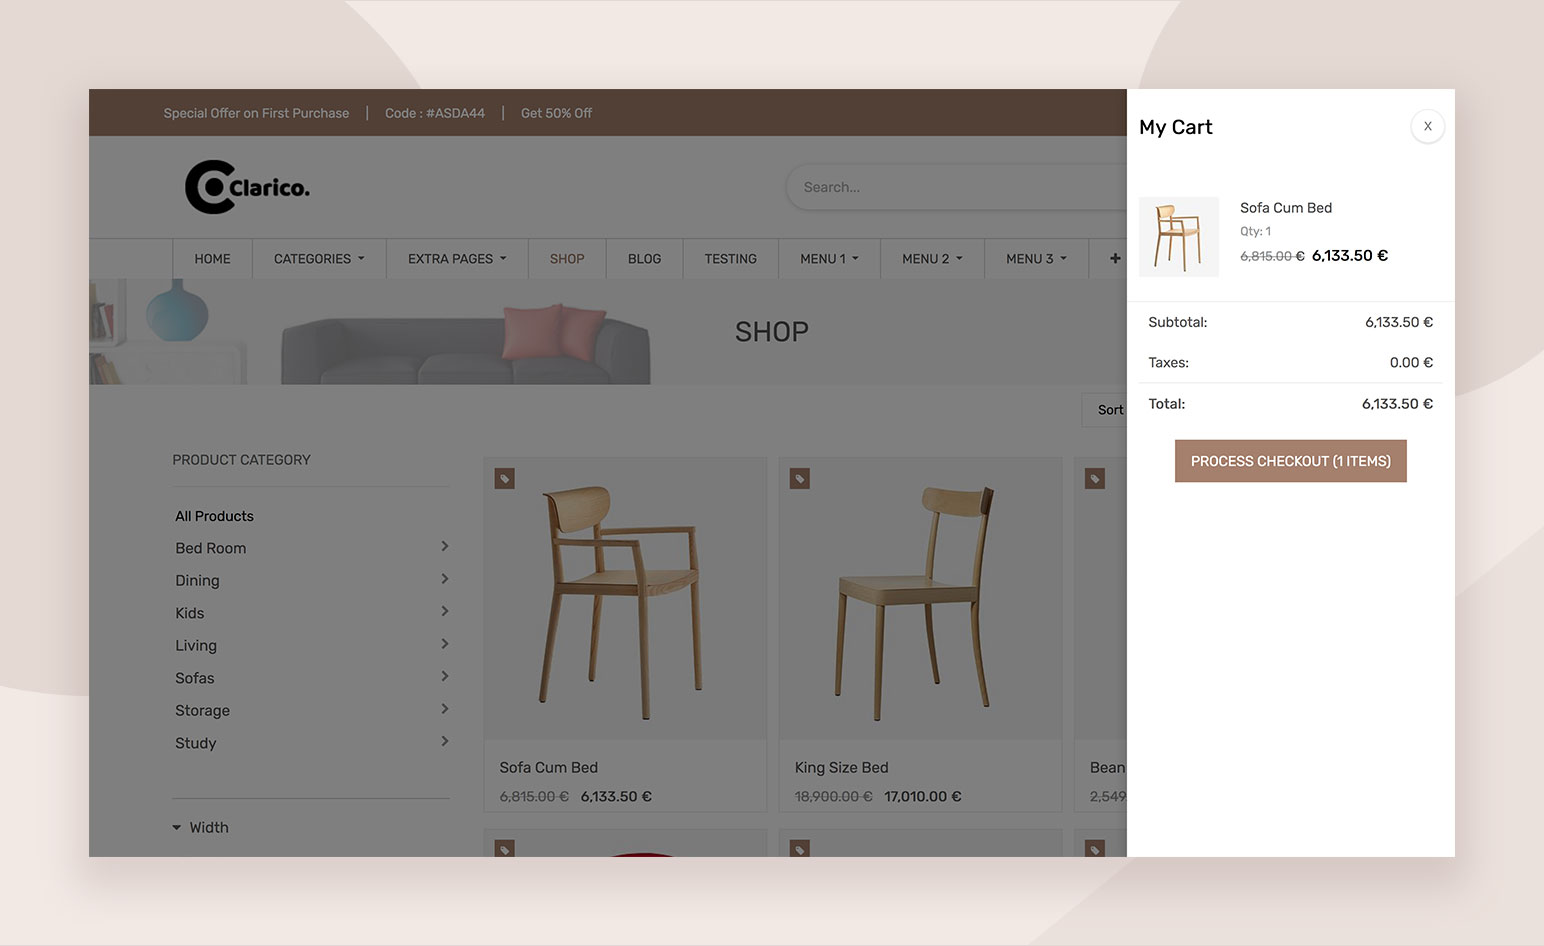 Special Offer on First Purchase | Code : #ASDA44 | Get 50% Off
Clarico.
Search...
HOME CATEGORIES EXTRA PAGES SHOP BLOG TESTING MENU 1 MENU 2 MENU 3 +
SHOP
Sort
PRODUCT CATEGORY
All Products
Bed Room
Dining
Kids
Living
Sofas
Storage
Study
Width
Sofa Cum Bed
6,815.00 € 6,133.50 €
King Size Bed
18,900.00 € 17,010.00 €
Bean
2,549
My Cart
X
Sofa Cum Bed
Qty: 1
6,815.00 € 6,133.50 €
Subtotal: 6,133.50 €
Taxes: 0.00 €
Total: 6,133.50 €
PROCESS CHECKOUT (1 ITEMS)